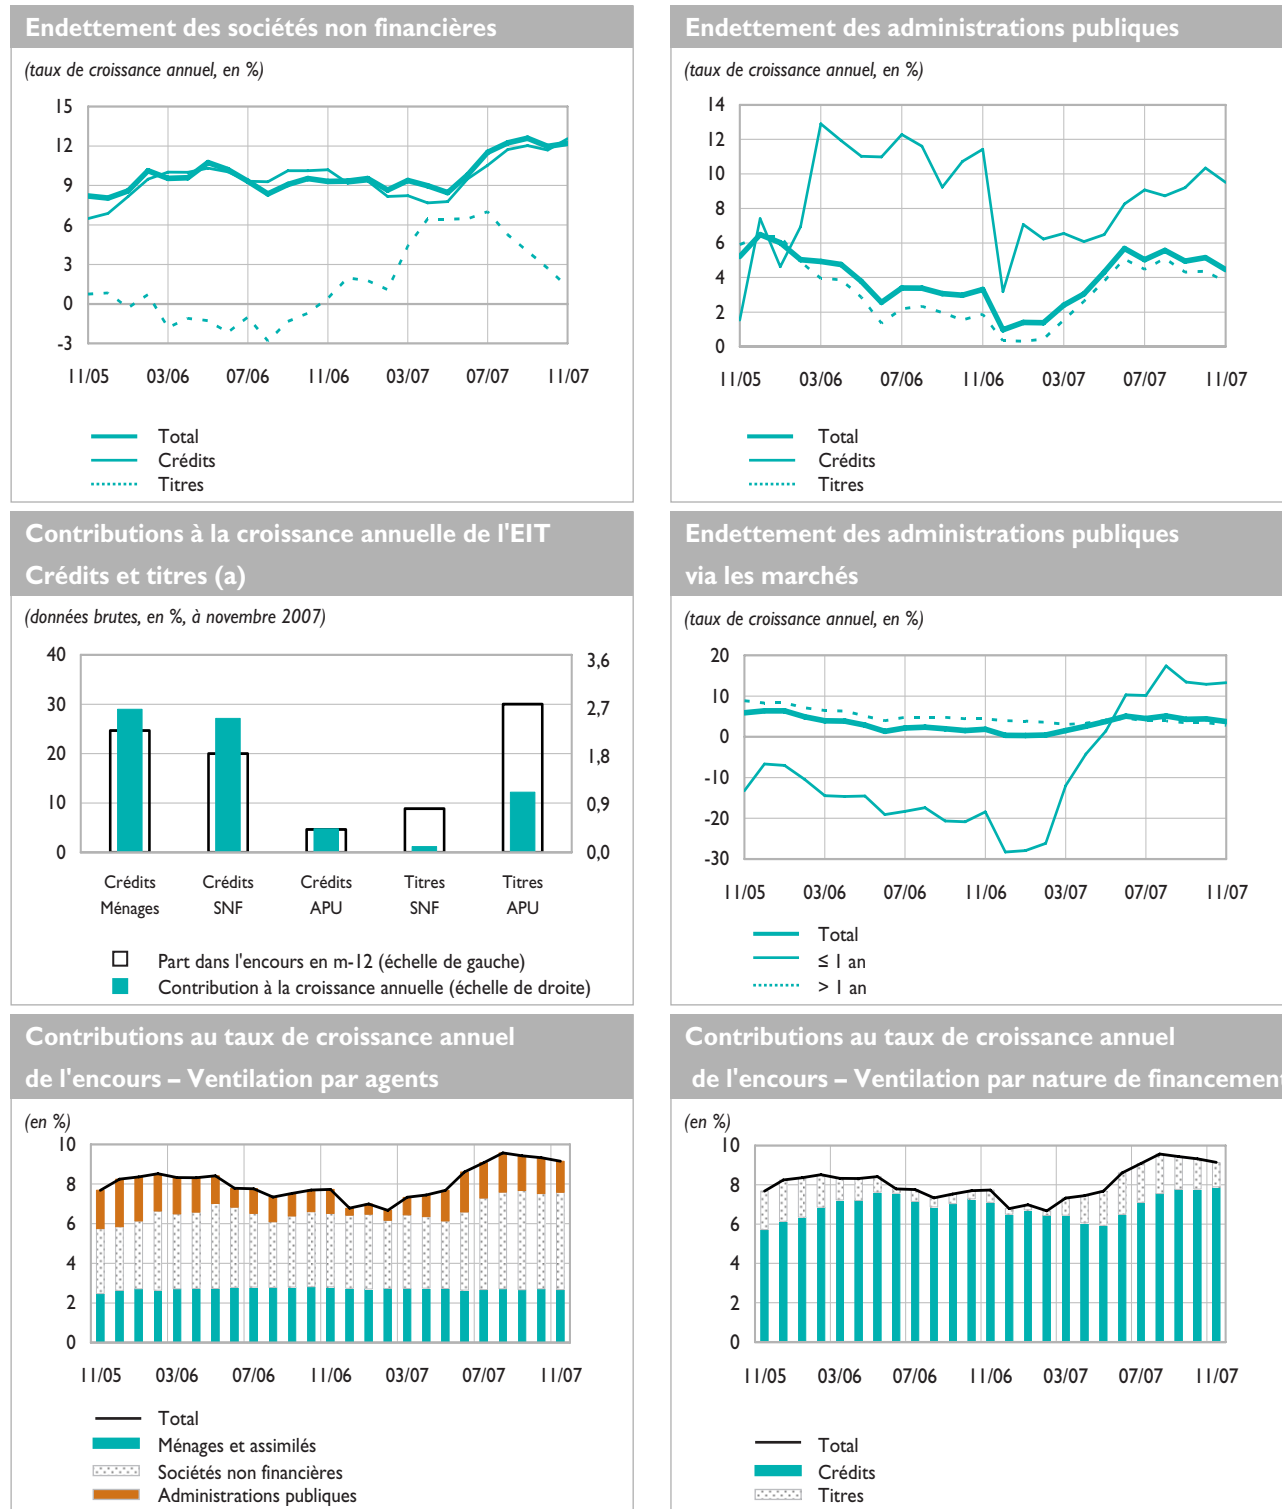 Endettement des sociétés non financières
(taux de croissance annuel, en %)
15
12
9
6
3
0
-3
11/05 03/06 07/06 11/06 03/07 07/07 11/07
Total
Crédits
Titres
Endettement des administrations publiques
(taux de croissance annuel, en %)
14
12
10
8
6
4
2
0
11/05 03/06 07/06 11/06 03/07 07/07 11/07
Total
Crédits
Titres
Contributions à la croissance annuelle de l'EIT
Crédits et titres (a)
(données brutes, en %, à novembre 2007)
40
30
20
10
0
3,6
2,7
1,8
0,9
0,0
Crédits Crédits Crédits Titres Titres
Ménages SNF APU SNF APU
Part dans l'encours en m-12 (échelle de gauche)
Contribution à la croissance annuelle (échelle de droite)
Endettement des administrations publiques
via les marchés
(taux de croissance annuel, en %)
20
10
0
-10
-20
-30
11/05 03/06 07/06 11/06 03/07 07/07 11/07
Total
≤ 1 an
> 1 an
Contributions au taux de croissance annuel
de l'encours – Ventilation par agents
(en %)
10
8
6
4
2
0
11/05 03/06 07/06 11/06 03/07 07/07 11/07
Total
Ménages et assimilés
Sociétés non financières
Administrations publiques
Contributions au taux de croissance annuel
de l'encours – Ventilation par nature de financement
(en %)
10
8
6
4
2
0
11/05 03/06 07/06 11/06 03/07 07/07 11/07
Total
Crédits
Titres